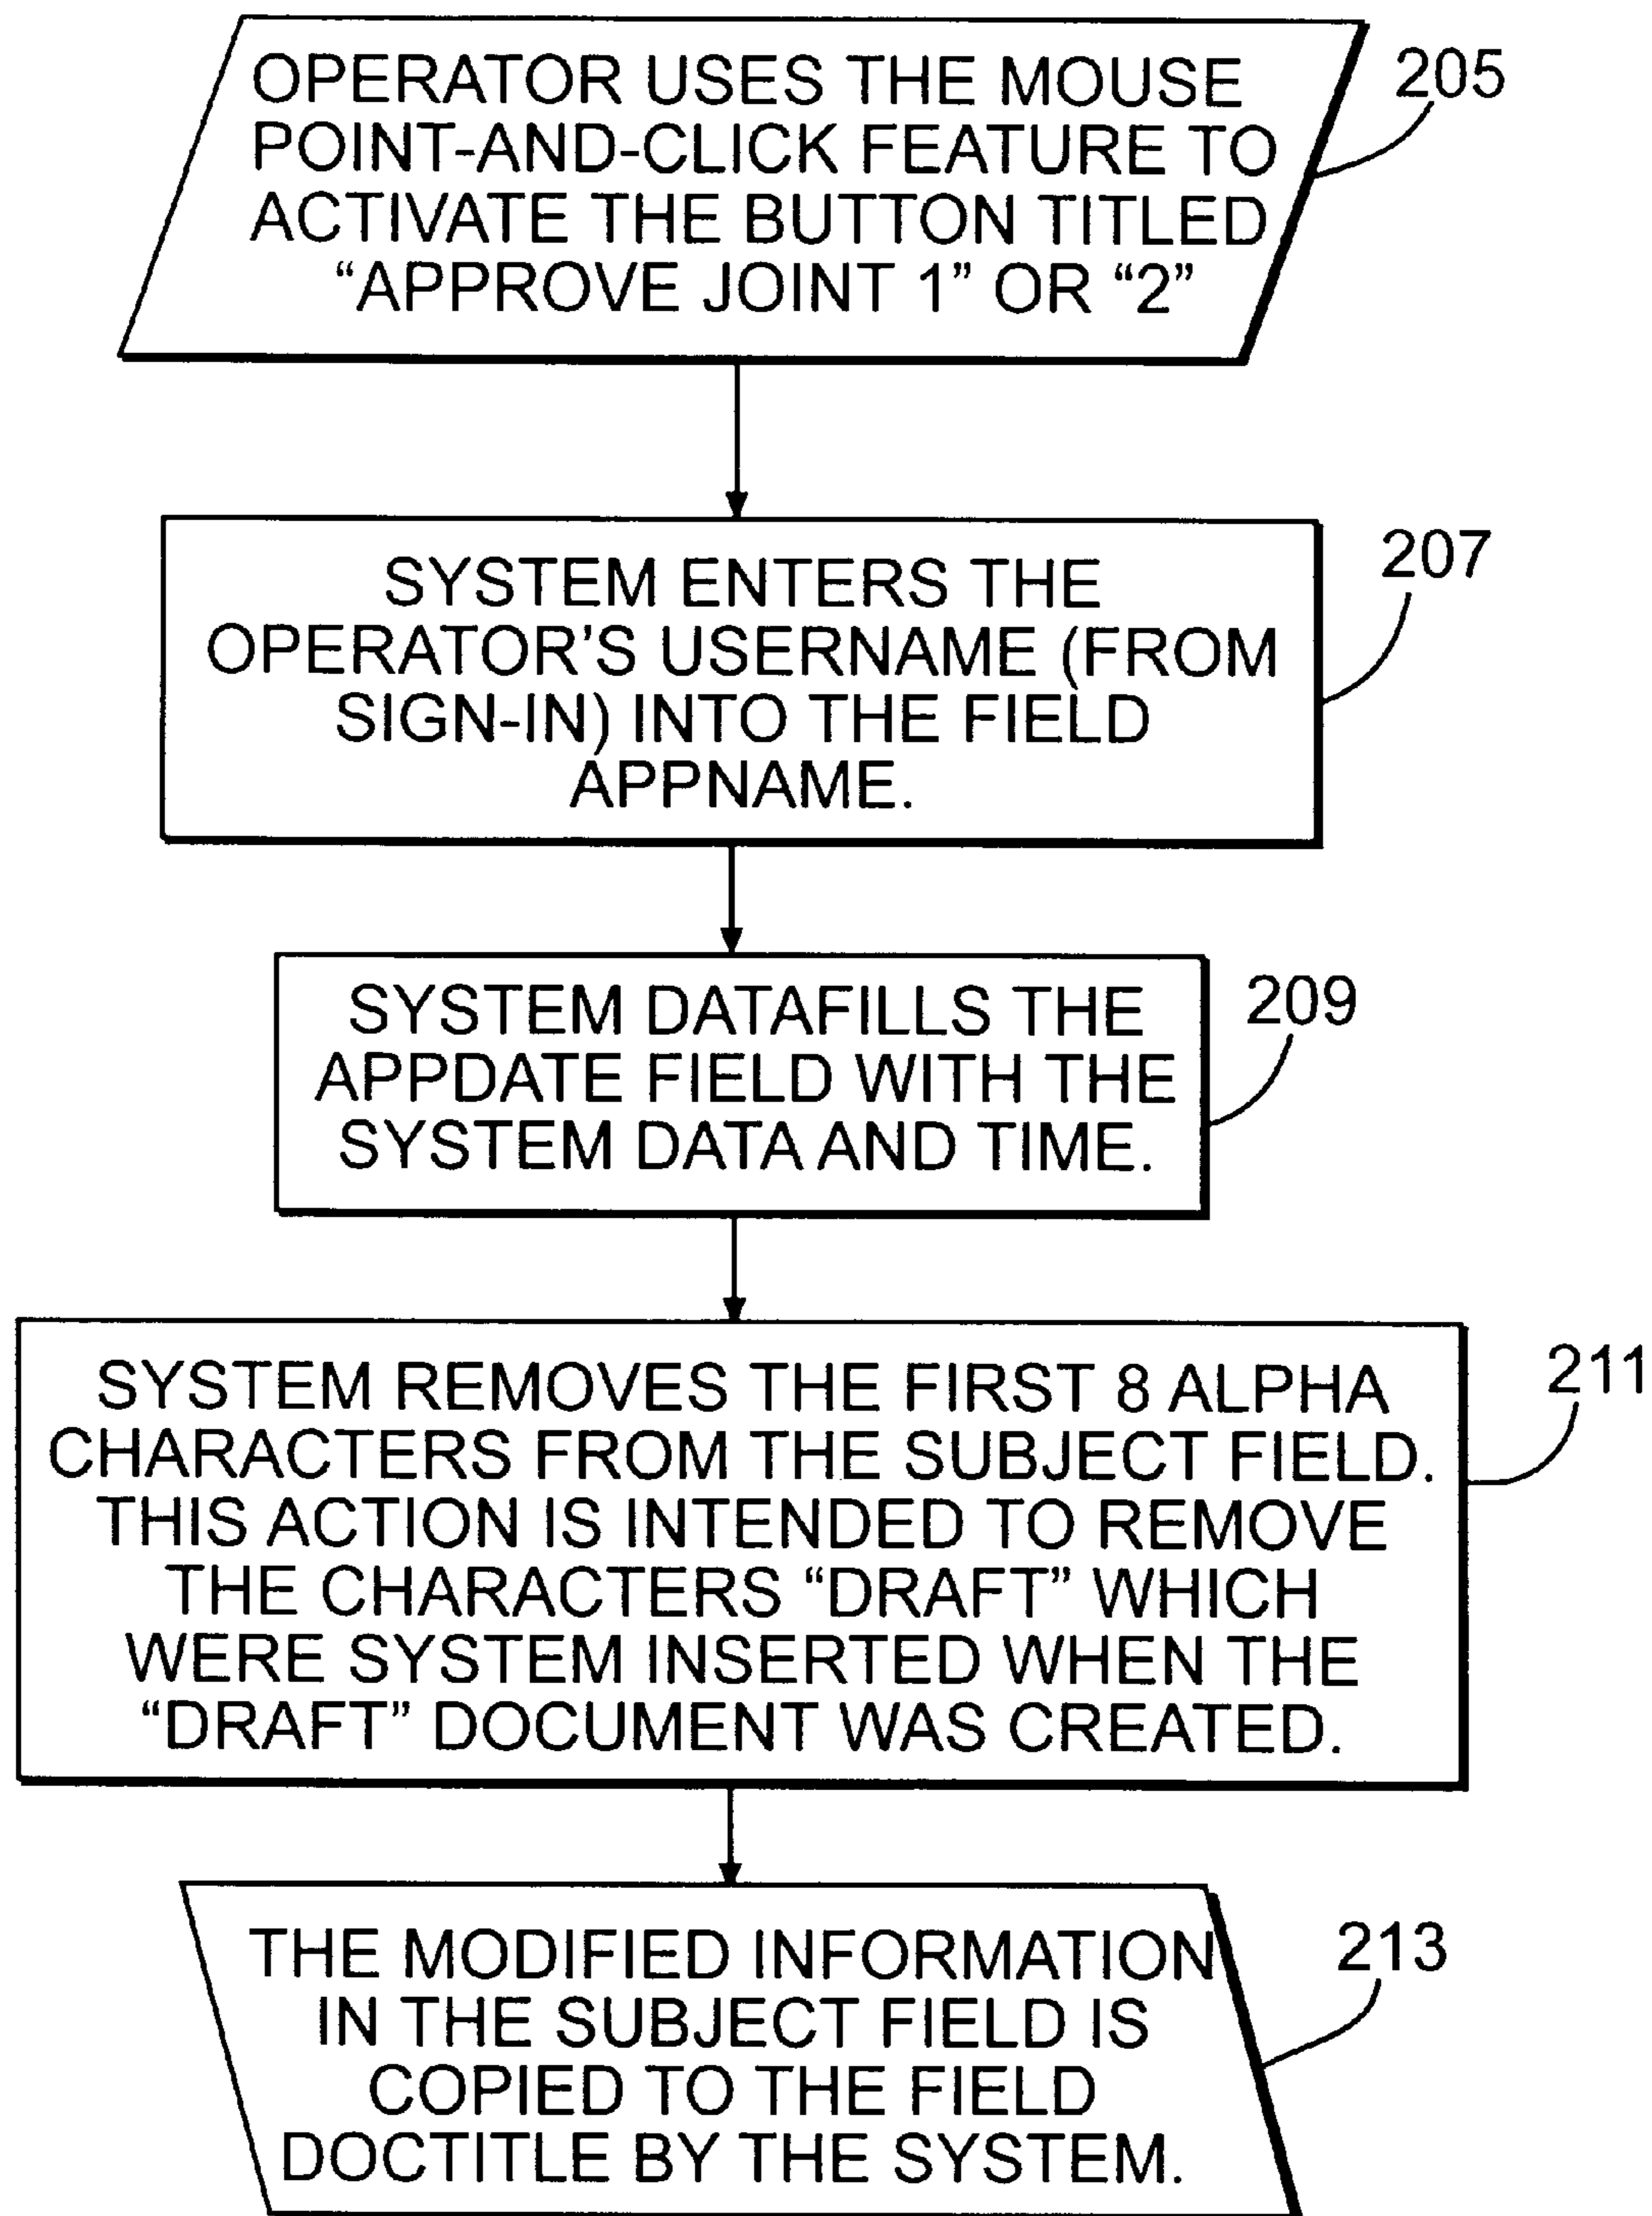 OPERATOR USES THE MOUSE
POINT-AND-CLICK FEATURE TO
ACTIVATE THE BUTTON TITLED
“APPROVE JOINT 1” OR “2”
205
SYSTEM ENTERS THE
OPERATOR’S USERNAME (FROM
SIGN-IN) INTO THE FIELD
APPNAME.
207
SYSTEM DATAFILLS THE
APPDATE FIELD WITH THE
SYSTEM DATA AND TIME.
209
SYSTEM REMOVES THE FIRST 8 ALPHA
CHARACTERS FROM THE SUBJECT FIELD.
THIS ACTION IS INTENDED TO REMOVE
THE CHARACTERS “DRAFT” WHICH
WERE SYSTEM INSERTED WHEN THE
“DRAFT” DOCUMENT WAS CREATED.
211
THE MODIFIED INFORMATION
IN THE SUBJECT FIELD IS
COPIED TO THE FIELD
DOCTITLE BY THE SYSTEM.
213